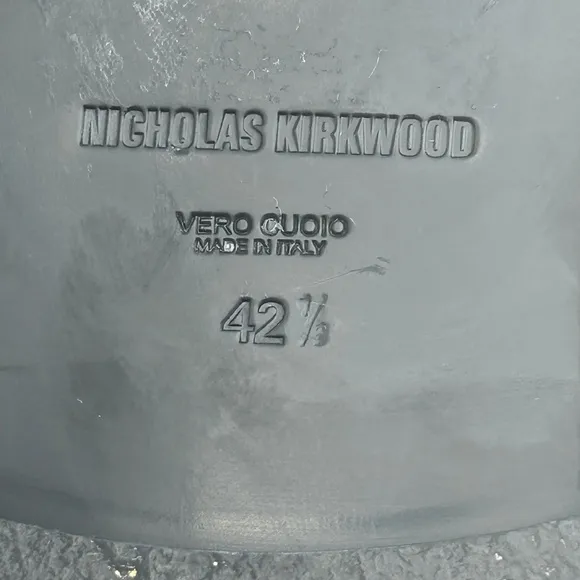 NICHOLAS KIRKWOOD
VERO CUOIO
MADE IN ITALY
42 ½